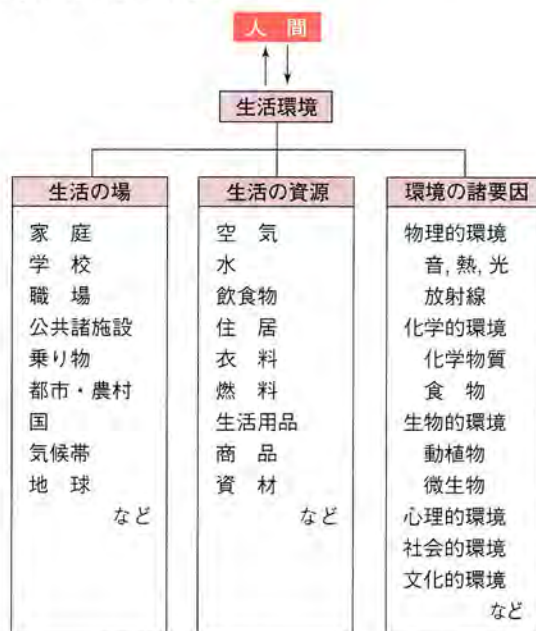 人 間
生活環境
生活の場
家 庭
学 校
職 場
公共諸施設
乗り物
都市・農村
国
気候帯
地 球
など
生活の資源
空 気
水
飲食物
住 居
衣 料
燃 料
生活用品
商 品
資 材
など
環境の諸要因
物理的環境
音, 熱, 光
放射線
化学的環境
化学物質
食 物
生物的環境
動植物
微生物
心理的環境
社会的環境
文化的環境
など